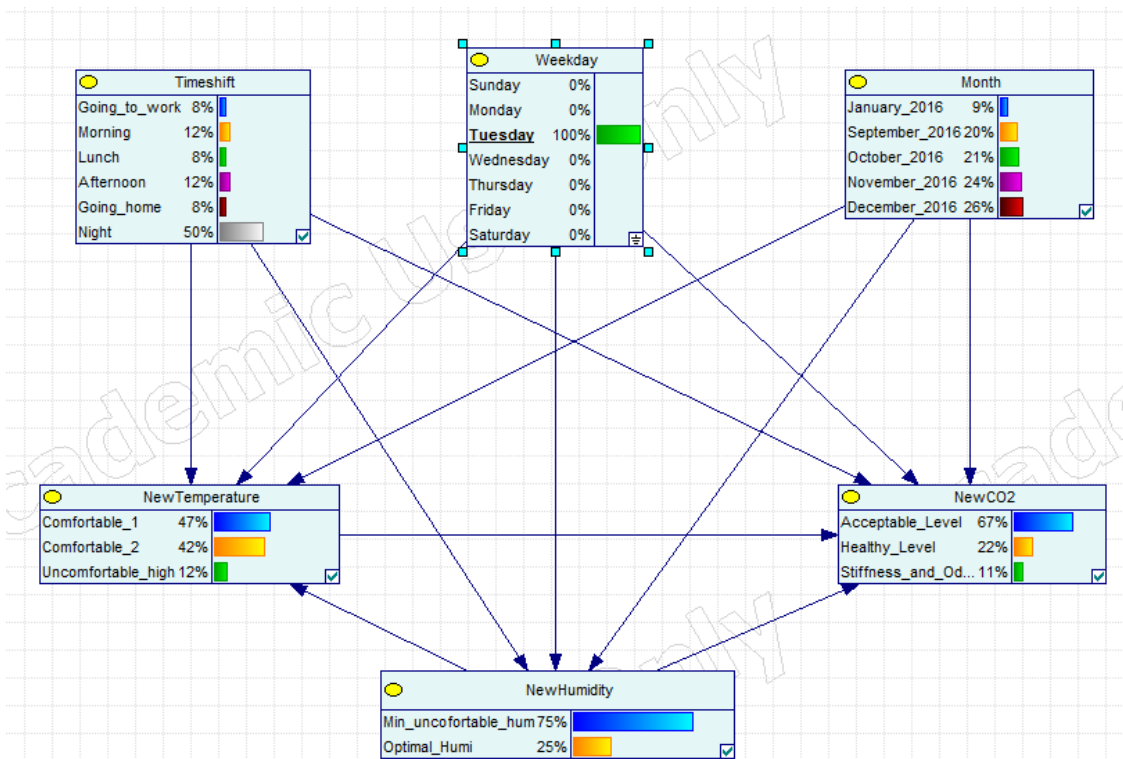 Timeshift
Going_to_work 8%
Morning 12%
Lunch 8%
Afternoon 12%
Going_home 8%
Night 50%
Weekday
Sunday 0%
Monday 0%
Tuesday 100%
Wednesday 0%
Thursday 0%
Friday 0%
Saturday 0%
Month
January_2016 9%
September_2016 20%
October_2016 21%
November_2016 24%
December_2016 26%
NewTemperature
Comfortable_1 47%
Comfortable_2 42%
Uncomfortable_high 12%
NewCO2
Acceptable_Level 67%
Healthy_Level 22%
Stiffness_and_Od... 11%
NewHumidity
Min_uncofortable_hum 75%
Optimal_Humi 25%